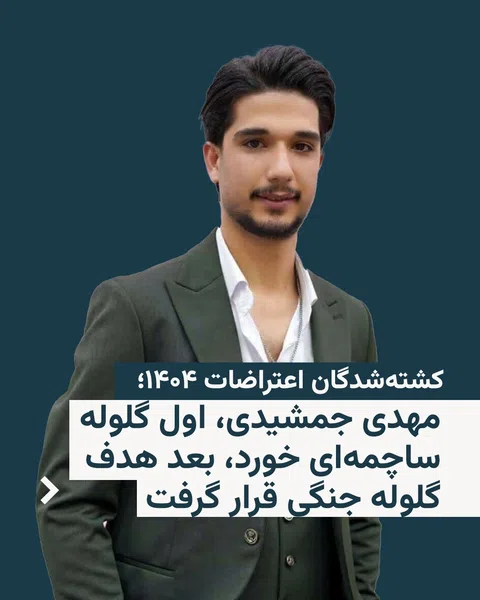 کشته‌شدگان اعتراضات ۱۴۰۴؛
مهدی جمشیدی، اول گلوله
ساچمه‌ای خورد، بعد هدف
گلوله جنگی قرار گرفت